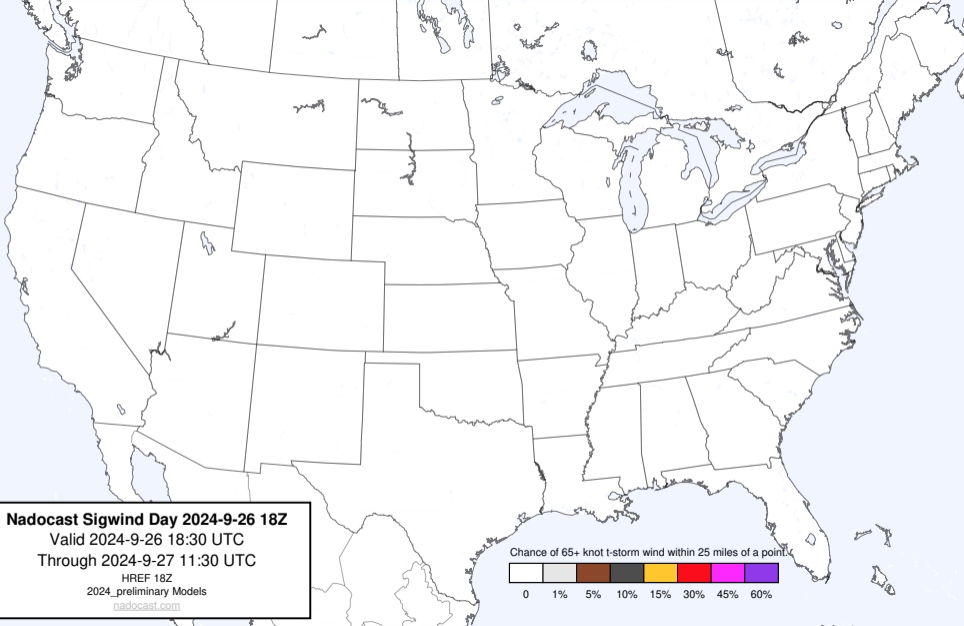 Nadocast Sigwind Day 2024-9-26 18Z
Valid 2024-9-26 18:30 UTC
Through 2024-9-27 11:30 UTC
HREF 18Z
2024_preliminary Models
nadocast.com
Chance of 65+ knot t-storm wind within 25 miles of a point.
0 1% 5% 10% 15% 30% 45% 60%